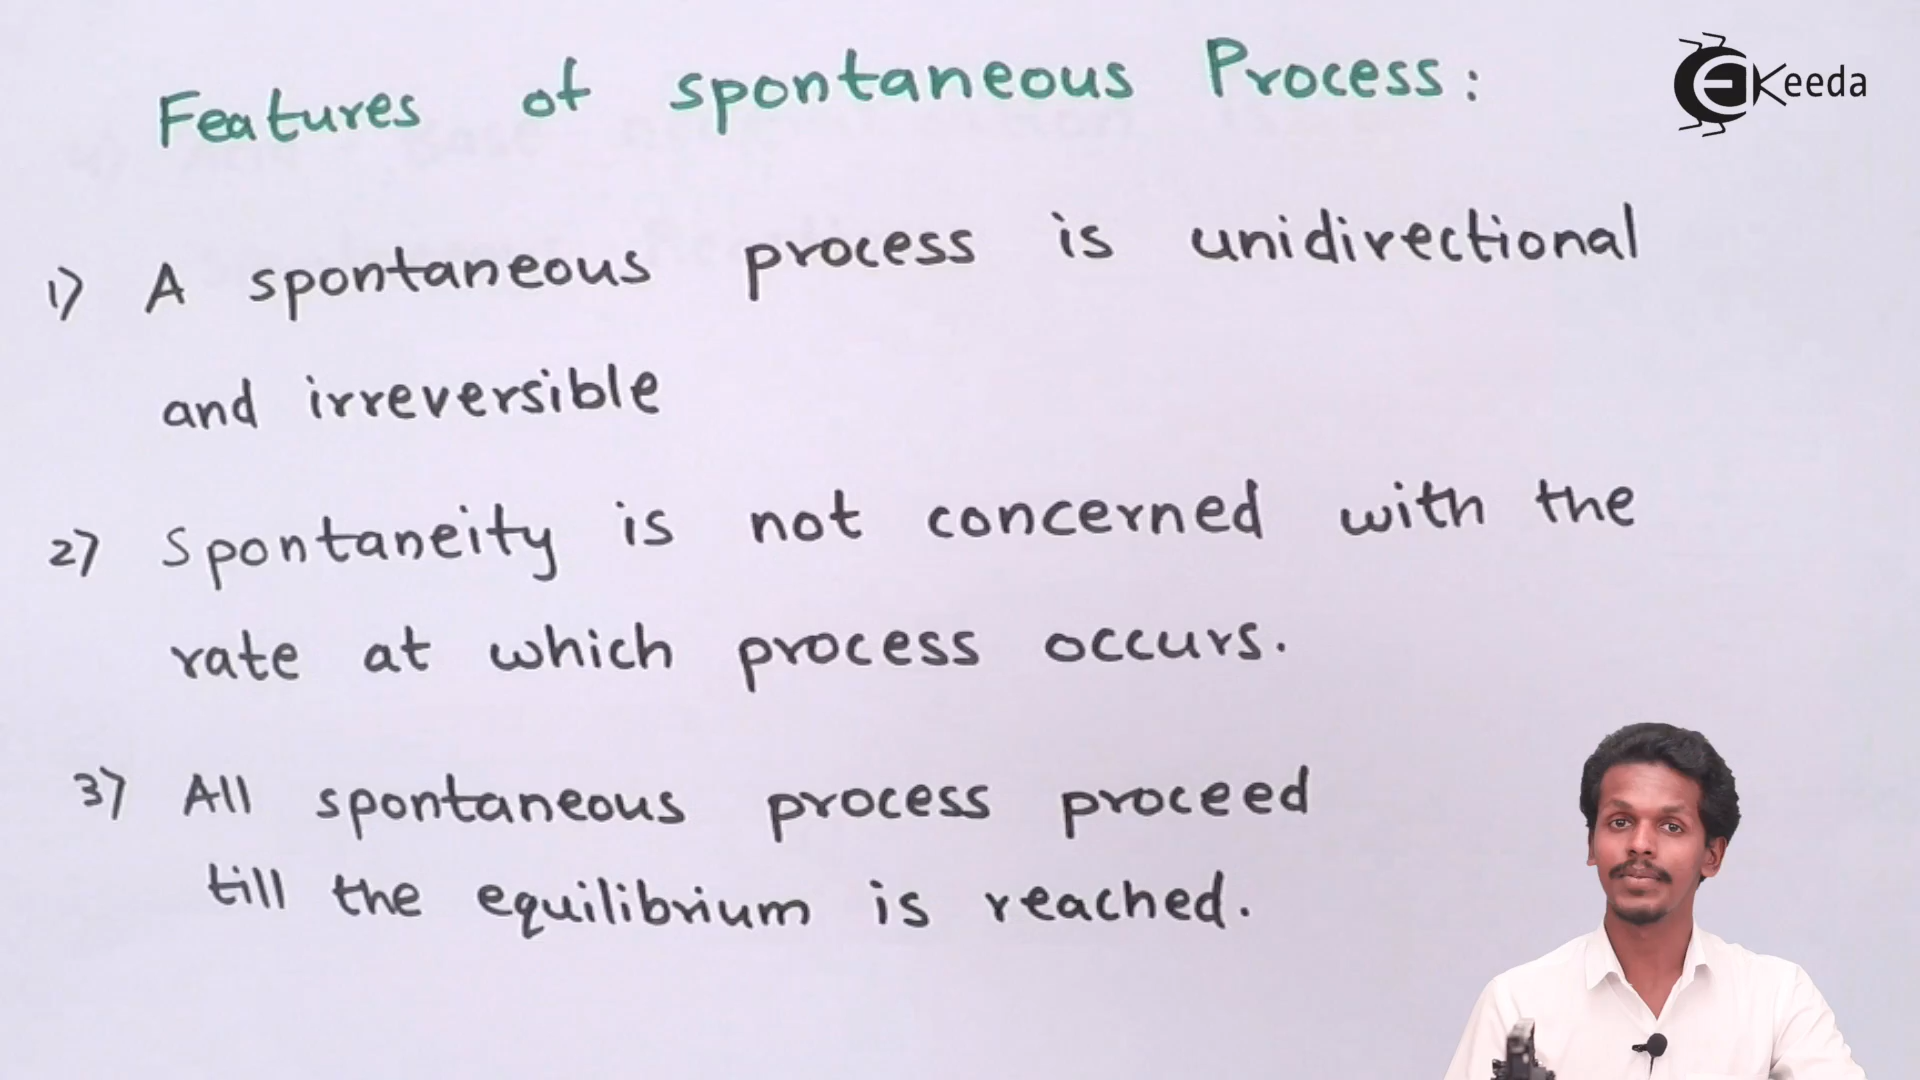 Features of spontaneous Process:
EKeeda
1) A spontaneous process is unidirectional
and irreversible
2) Spontaneity is not concerned with the
rate at which process occurs.
3) All spontaneous process proceed
till the equilibrium is reached.